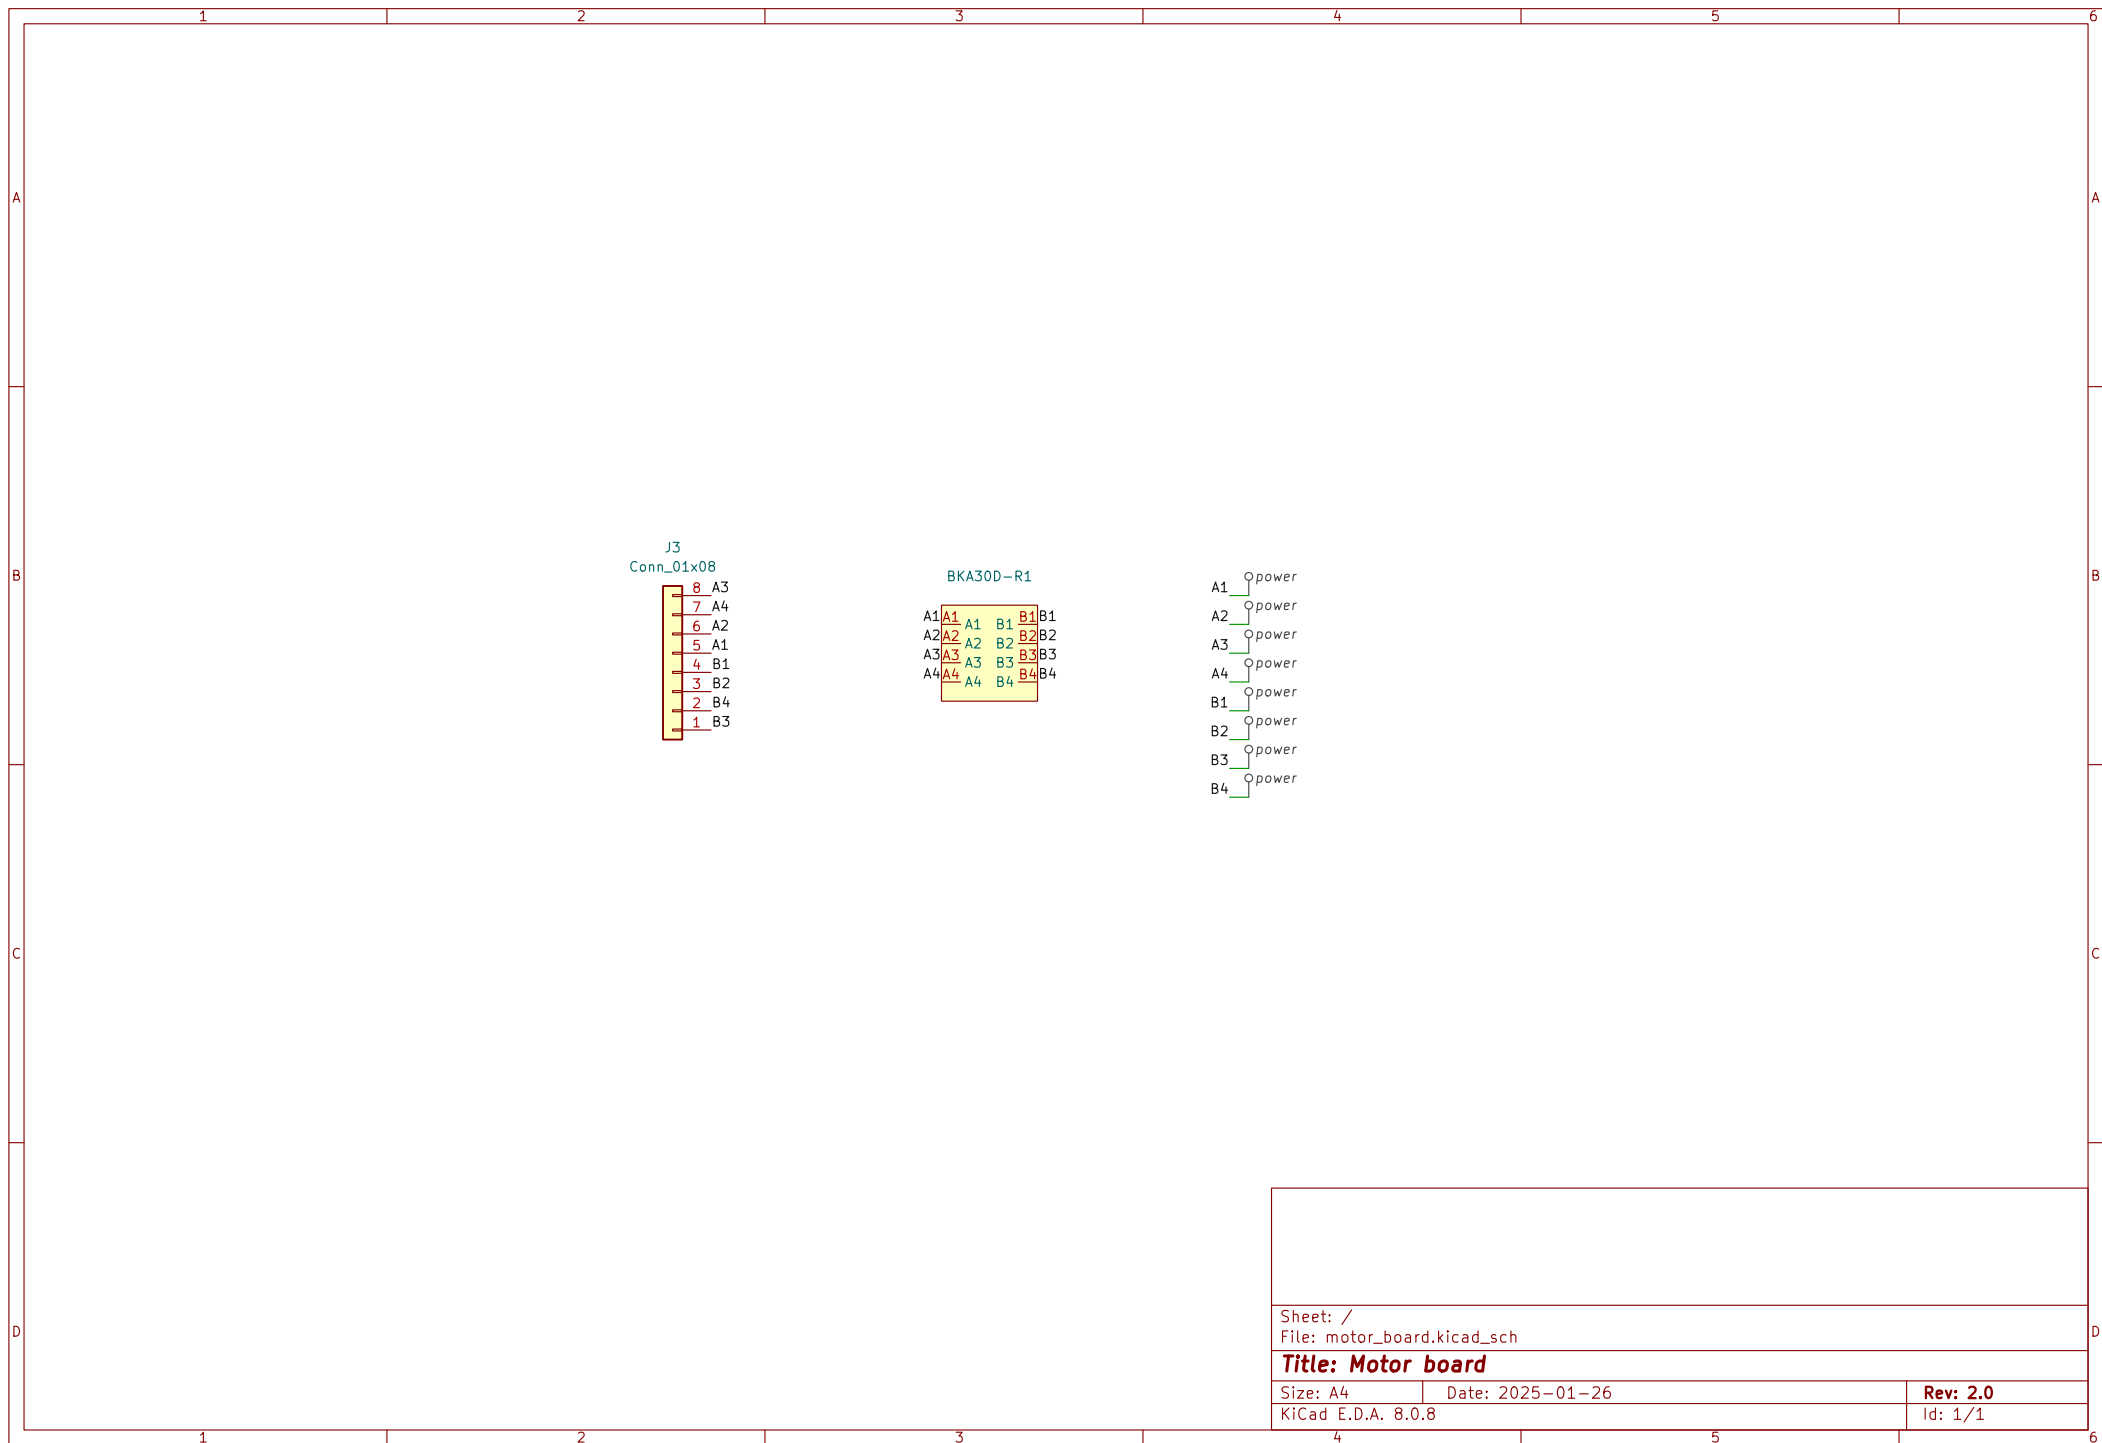 1 2 3 4 5 6
A A
J3
Conn_01x08
8 A3
7 A4
6 A2
5 A1
4 B1
3 B2
2 B4
1 B3
B B
BKA30D-R1
A1 A1 A1 B1 B1 B1
A2 A2 A2 B2 B2 B2
A3 A3 A3 B3 B3 B3
A4 A4 A4 B4 B4 B4
A1 power
A2 power
A3 power
A4 power
B1 power
B2 power
B3 power
B4 power
C C
D D
Sheet: /
File: motor_board.kicad_sch
Title: Motor board
Size: A4 Date: 2025-01-26 Rev: 2.0
KiCad E.D.A. 8.0.8 Id: 1/1
1 2 3 4 5 6